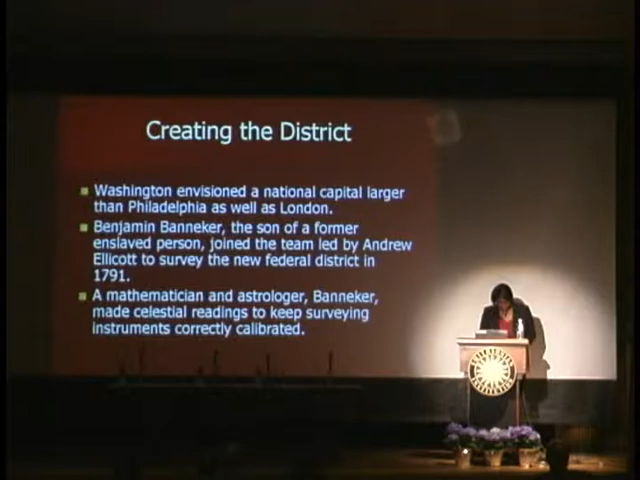 Creating the District
Washington envisioned a national capital larger
than Philadelphia as well as London.
Benjamin Banneker, the son of a former
enslaved person, joined the team led by Andrew
Ellicott to survey the new federal district in
1791.
A mathematician and astrologer, Banneker,
made celestial readings to keep surveying
instruments correctly calibrated.